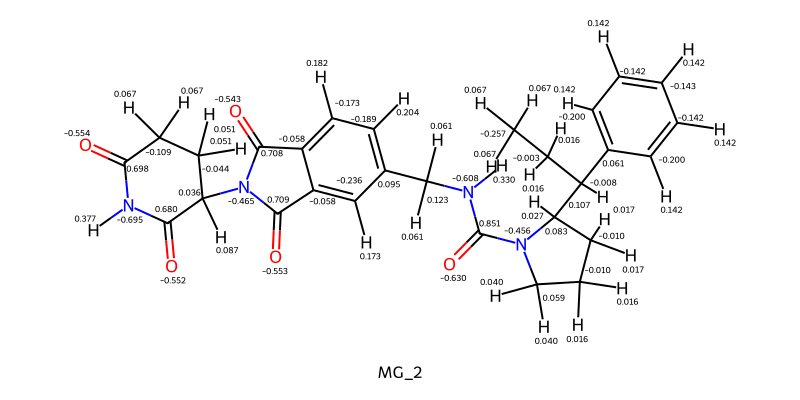 0.142
H
0.182
H
0.142
H
-0.142
-0.143
0.067
0.067
H
H
-0.543
O
-0.173
H
0.204
-0.189
0.067
H
0.067
H
0.142
H
-0.200
-0.142
H
0.142
H
0.051
0.051
H
-0.257
H
0.016
-0.554
O
-0.109
0.708
-0.058
0.061
H
0.067
H
H
0.330
-0.003
0.061
-0.200
0.698
-0.044
-0.236
0.095
-0.608
N
H
0.016
-0.008
H
H
0.142
0.377
H
N
-0.695
0.680
0.036
N
-0.465
0.709
-0.058
0.123
H
0.061
0.027
H
0.107
0.017
H
H
0.087
H
0.173
0.851
-0.456
N
0.083
-0.010
H
0.017
O
-0.552
O
-0.553
O
-0.630
0.040
H
0.059
-0.010
H
0.016
H
0.040
H
0.016
MG_2